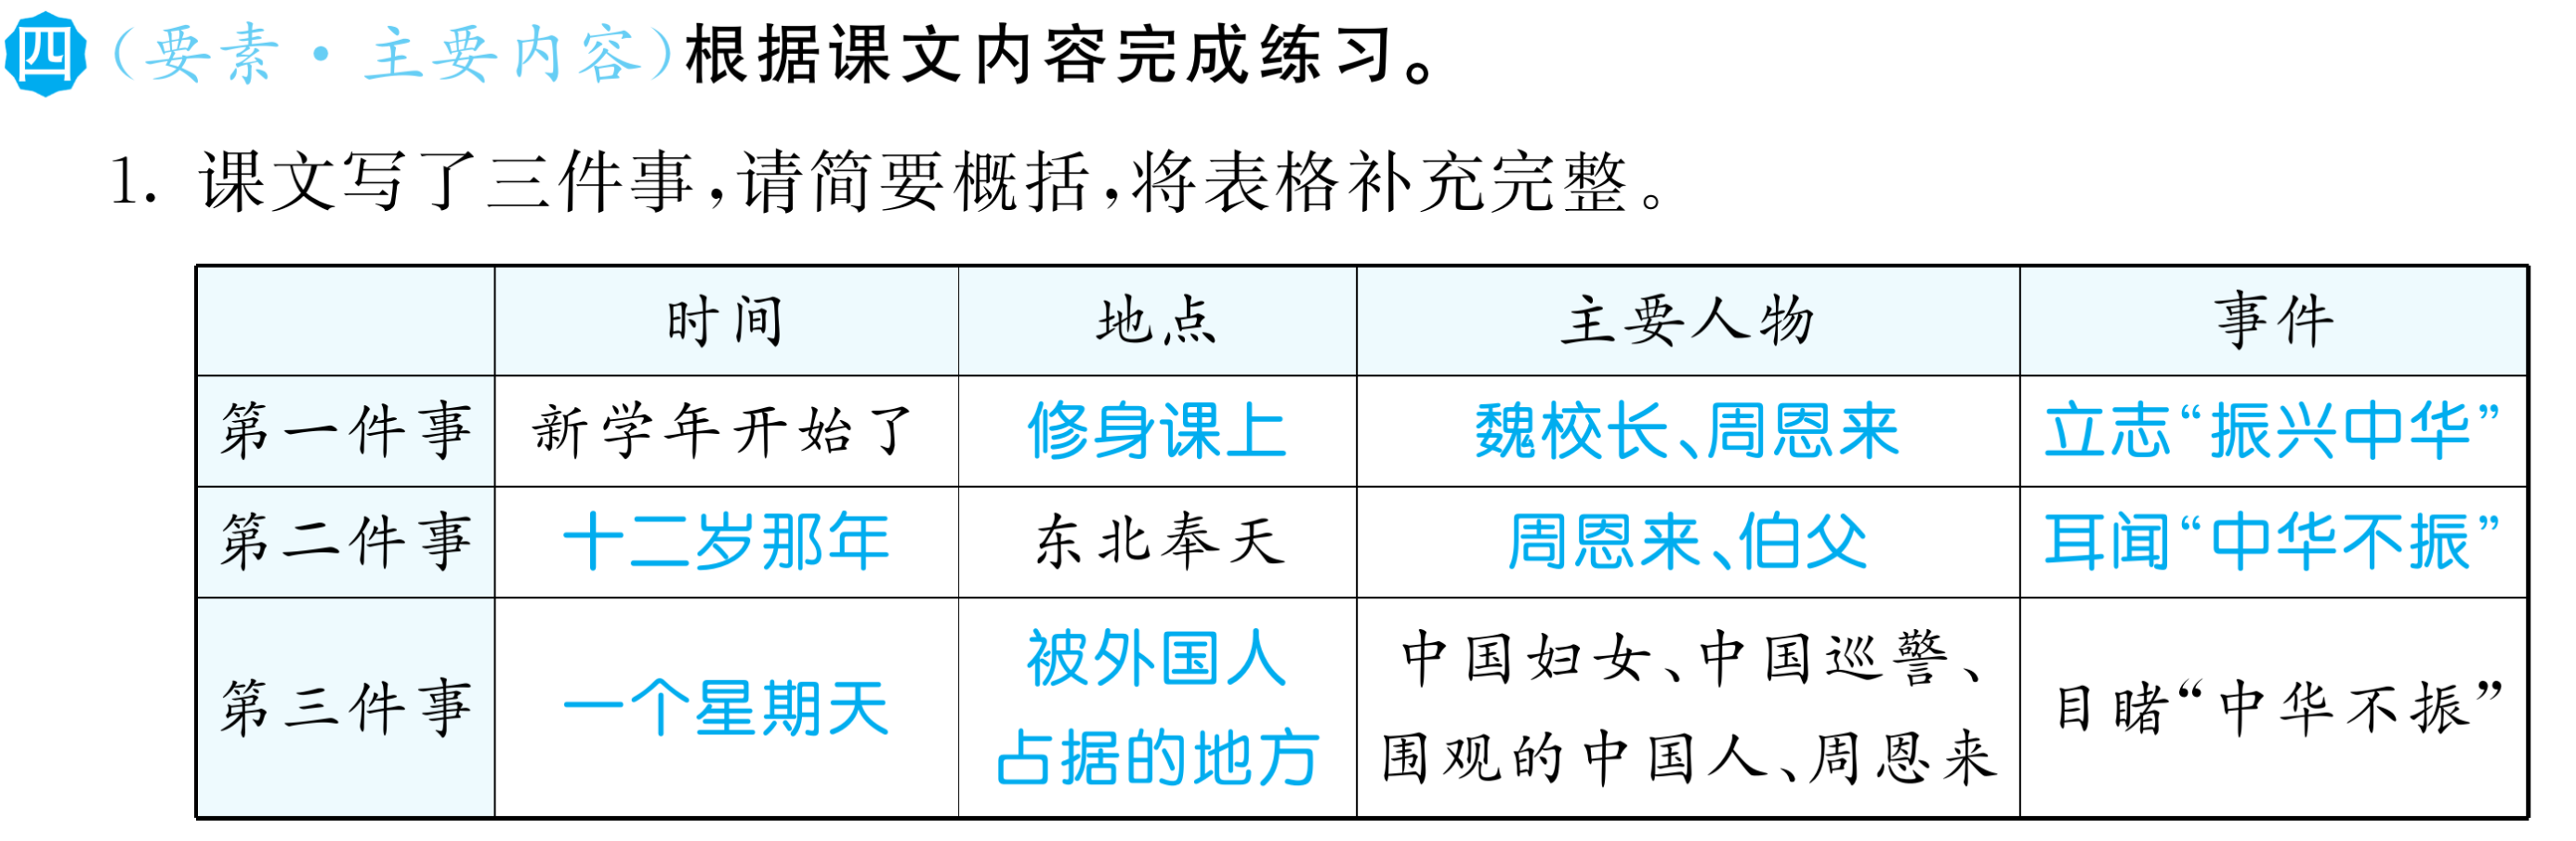 四（要素·主要内容）根据课文内容完成练习。
1. 课文写了三件事，请简要概括，将表格补充完整。
时间 地点 主要人物 事件
第一件事 新学年开始了 修身课上 魏校长、周恩来 立志“振兴中华”
第二件事 十二岁那年 东北奉天 周恩来、伯父 耳闻“中华不振”
第三件事 一个星期天 被外国人
占据的地方 中国妇女、中国巡警、
围观的中国人、周恩来 目睹“中华不振”